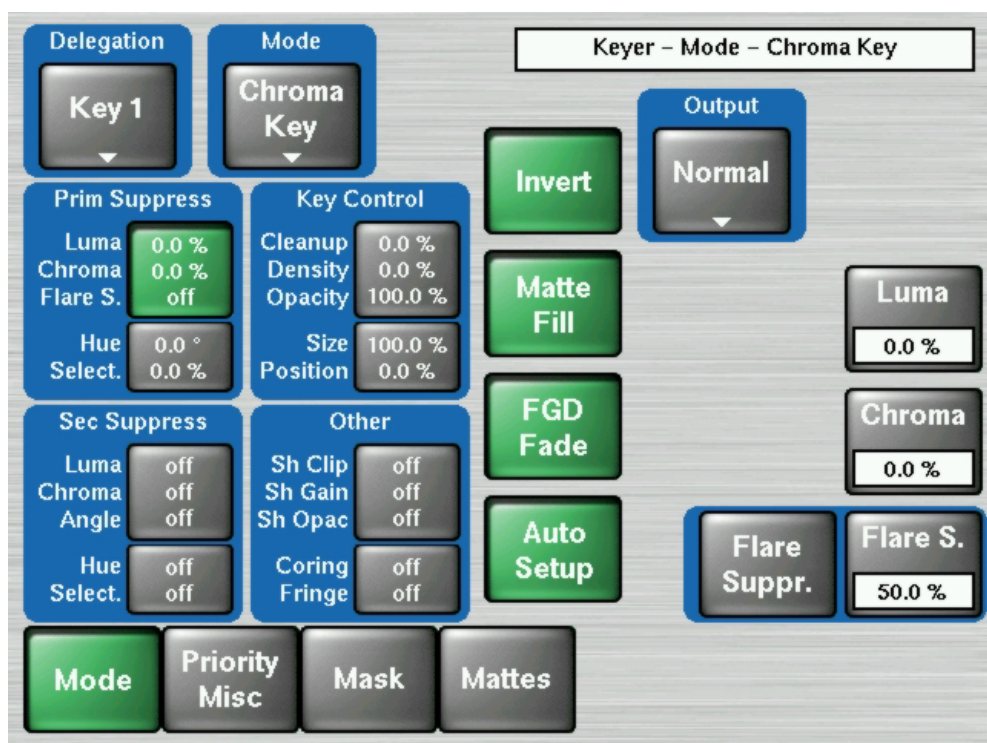 Delegation
Key 1
Mode
Chroma
Key
Keyer – Mode – Chroma Key
Prim Suppress
Luma 0.0 %
Chroma 0.0 %
Flare S. off
Hue 0.0 °
Select. 0.0 %
Key Control
Cleanup 0.0 %
Density 0.0 %
Opacity 100.0 %
Size 100.0 %
Position 0.0 %
Sec Suppress
Luma off
Chroma off
Angle off
Hue off
Select. off
Other
Sh Clip off
Sh Gain off
Sh Opac off
Coring off
Fringe off
Invert
Matte
Fill
FGD
Fade
Auto
Setup
Output
Normal
Luma
0.0 %
Chroma
0.0 %
Flare
Suppr.
Flare S.
50.0 %
Mode
Priority
Misc
Mask
Mattes